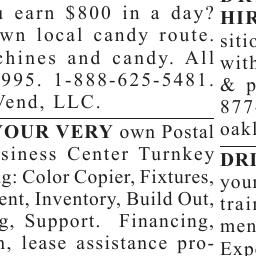 earn $800 in a day?
wn local candy route.
chines and candy. All
995. 1-888-625-5481.
Vend, LLC.
YOUR VERY own Postal
siness Center Turnkey
g: Color Copier, Fixtures,
ent, Inventory, Build Out,
g, Support. Financing,
n, lease assistance pro-
HIR
sitio
with
& p
877-
oakl
DRI
your
train
men
Expe